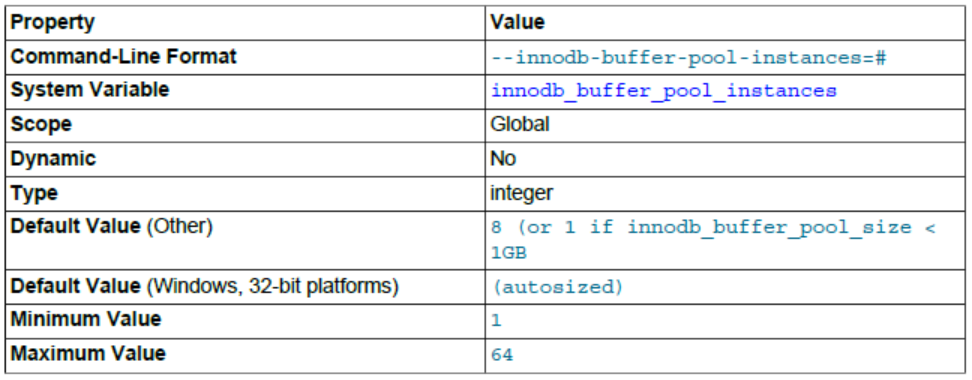 Property Value
Command-Line Format --innodb-buffer-pool-instances=#
System Variable innodb_buffer_pool_instances
Scope Global
Dynamic No
Type integer
Default Value (Other) 8 (or 1 if innodb_buffer_pool_size <
1GB
Default Value (Windows, 32-bit platforms) (autosized)
Minimum Value 1
Maximum Value 64